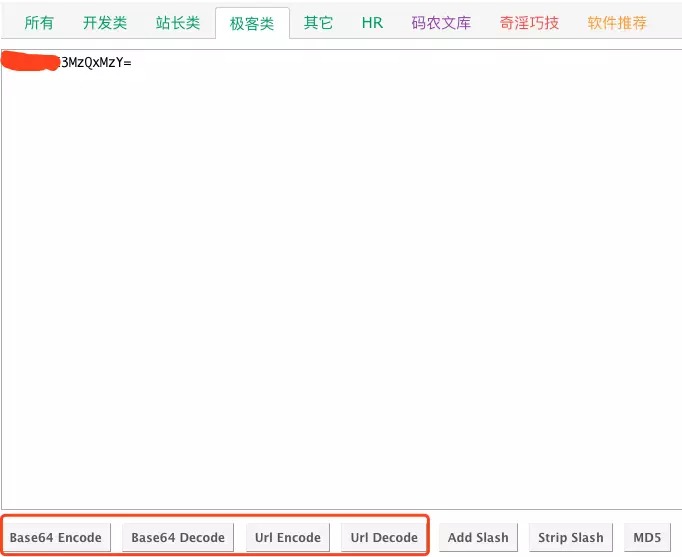 所有 开发类 站长类 极客类 其它 HR 码农文库 奇淫巧技 软件推荐
3MzQxMzY=
Base64 Encode Base64 Decode Url Encode Url Decode Add Slash Strip Slash MD5